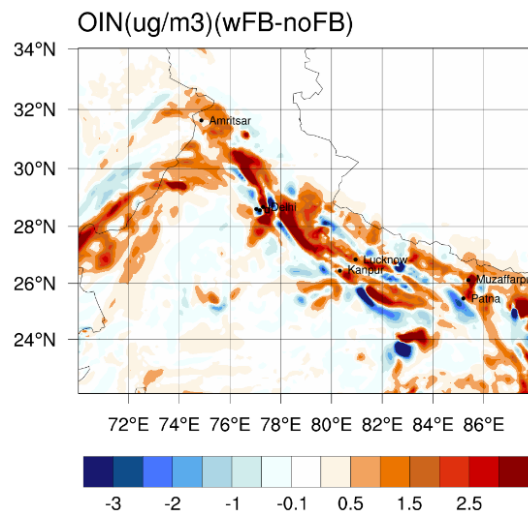 OIN(ug/m3)(wFB-noFB)
34°N
32°N
30°N
28°N
26°N
24°N
Amritsar
Delhi
Lucknow
Kanpur
Muzaffarpu
Patna
72°E 74°E 76°E 78°E 80°E 82°E 84°E 86°E
-3 -2 -1 -0.1 0.5 1.5 2.5